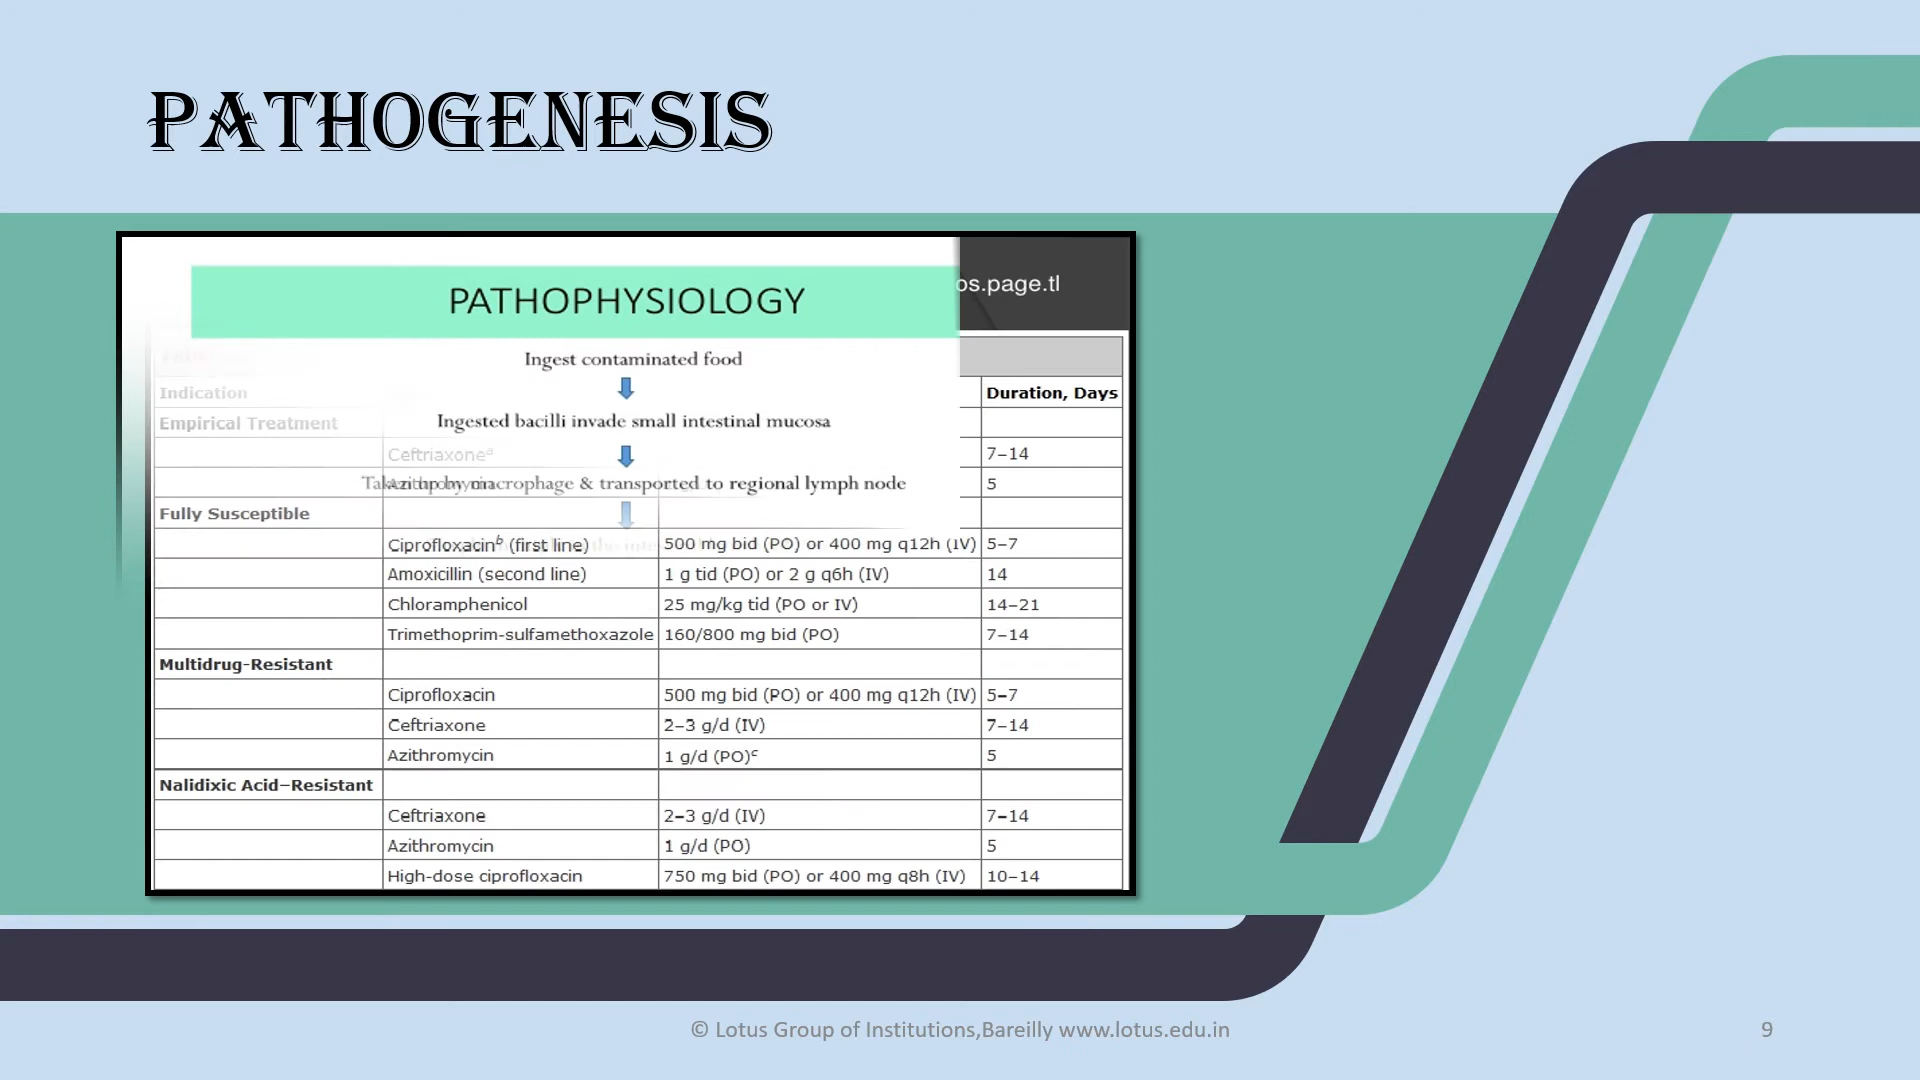 PATHOGENESIS
os.page.tl
PATHOPHYSIOLOGY
Ingest contaminated food
Indication Duration, Days
Ingested bacilli invade small intestinal mucosa
Empirical Treatment
Ceftriaxoneᵃ 7–14
by macrophage & transported to regional lymph node 5
Fully Susceptible
Ciprofloxacinᵇ (first line) 500 mg bid (PO) or 400 mg q12h (IV) 5–7
Amoxicillin (second line) 1 g tid (PO) or 2 g q6h (IV) 14
Chloramphenicol 25 mg/kg tid (PO or IV) 14–21
Trimethoprim-sulfamethoxazole 160/800 mg bid (PO) 7–14
Multidrug-Resistant
Ciprofloxacin 500 mg bid (PO) or 400 mg q12h (IV) 5–7
Ceftriaxone 2–3 g/d (IV) 7–14
Azithromycin 1 g/d (PO)ᶜ 5
Nalidixic Acid–Resistant
Ceftriaxone 2–3 g/d (IV) 7–14
Azithromycin 1 g/d (PO) 5
High-dose ciprofloxacin 750 mg bid (PO) or 400 mg q8h (IV) 10–14
© Lotus Group of Institutions,Bareilly www.lotus.edu.in 9